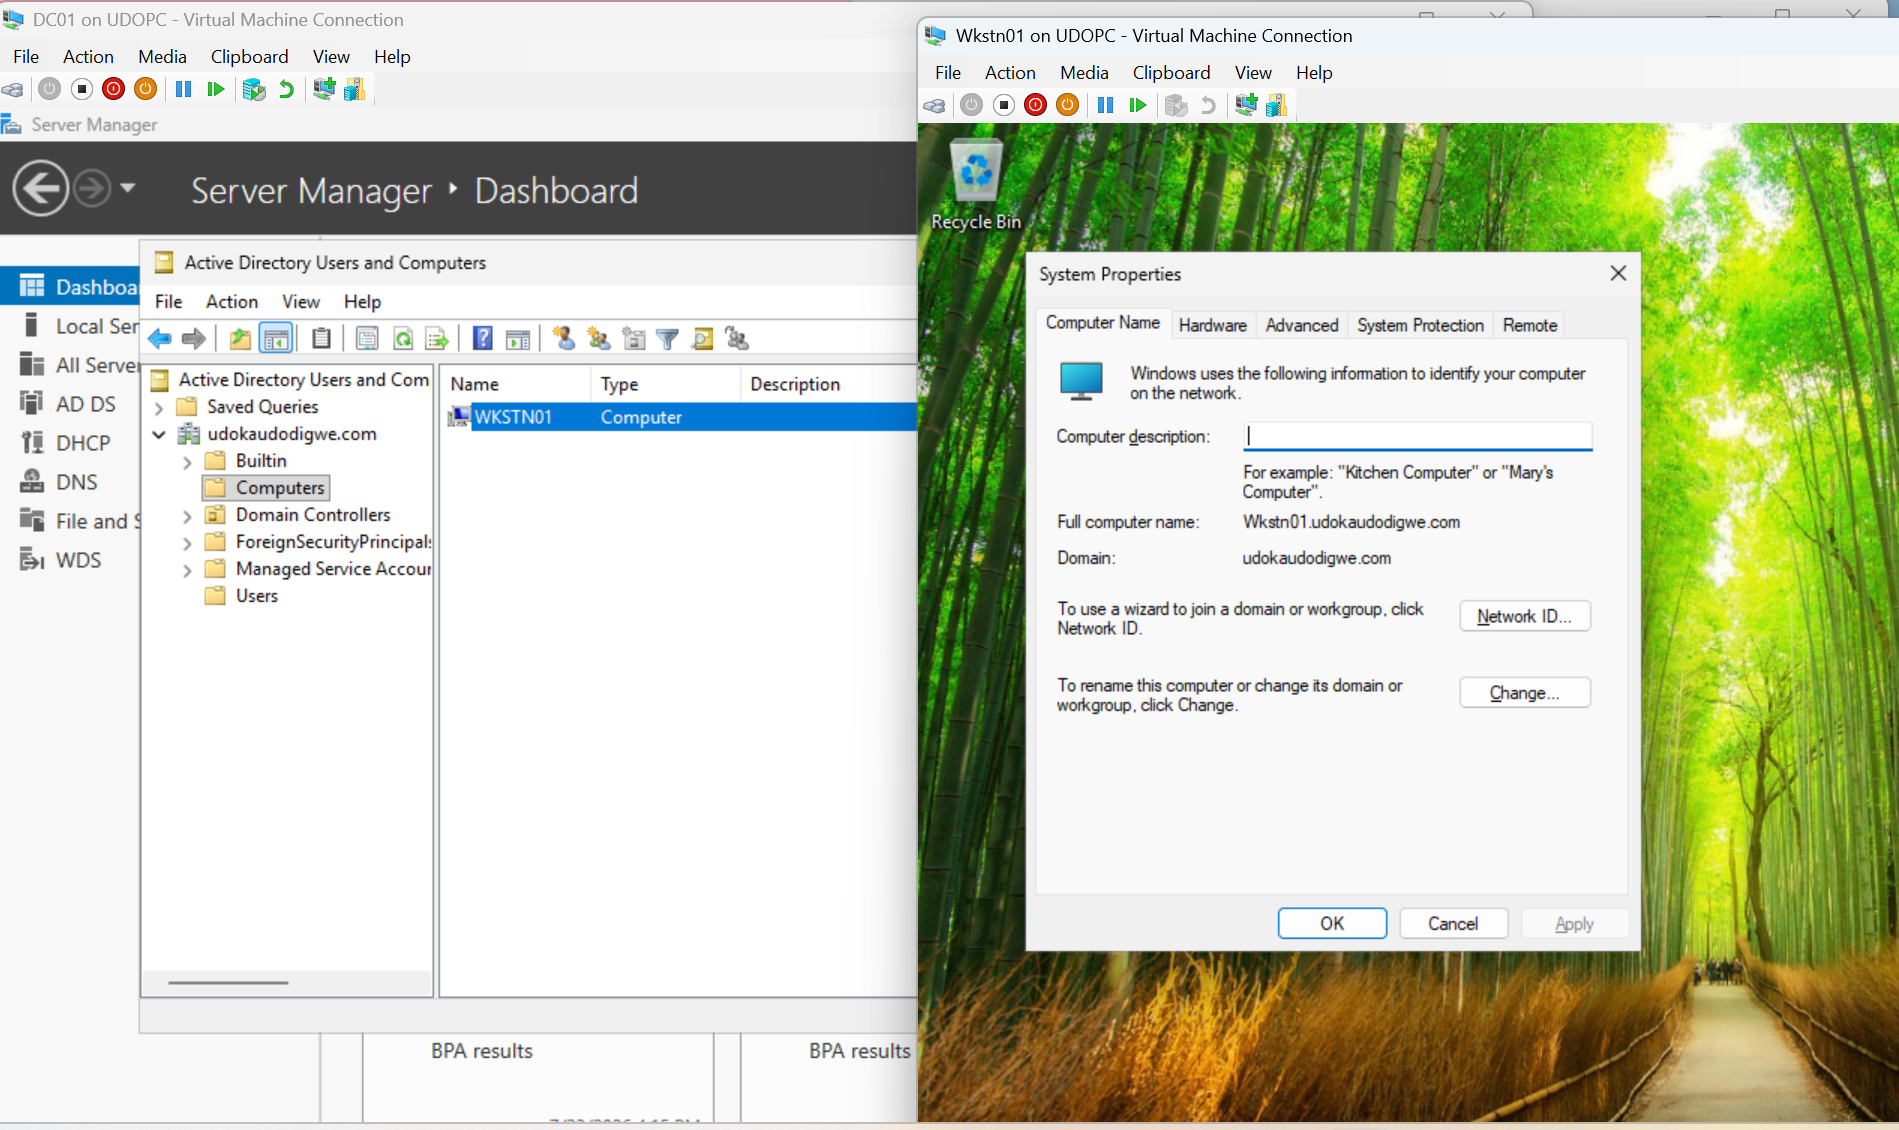 DC01 on UDOPC - Virtual Machine Connection
File Action Media Clipboard View Help
Server Manager
Server Manager Dashboard
Dashboa
Local Ser
All Server
AD DS
DHCP
DNS
File and S
WDS
Active Directory Users and Computers
File Action View Help
Active Directory Users and Com
Saved Queries
udokaudodigwe.com
Builtin
Computers
Domain Controllers
ForeignSecurityPrincipals
Managed Service Accoun
Users
Name Type Description
WKSTN01 Computer
BPA results
BPA results
Wkstn01 on UDOPC - Virtual Machine Connection
File Action Media Clipboard View Help
Recycle Bin
System Properties
Computer Name Hardware Advanced System Protection Remote
Windows uses the following information to identify your computer
on the network.
Computer description:
For example: "Kitchen Computer" or "Mary's
Computer".
Full computer name: Wkstn01.udokaudodigwe.com
Domain: udokaudodigwe.com
To use a wizard to join a domain or workgroup, click
Network ID.
Network ID...
To rename this computer or change its domain or
workgroup, click Change.
Change...
OK Cancel Apply